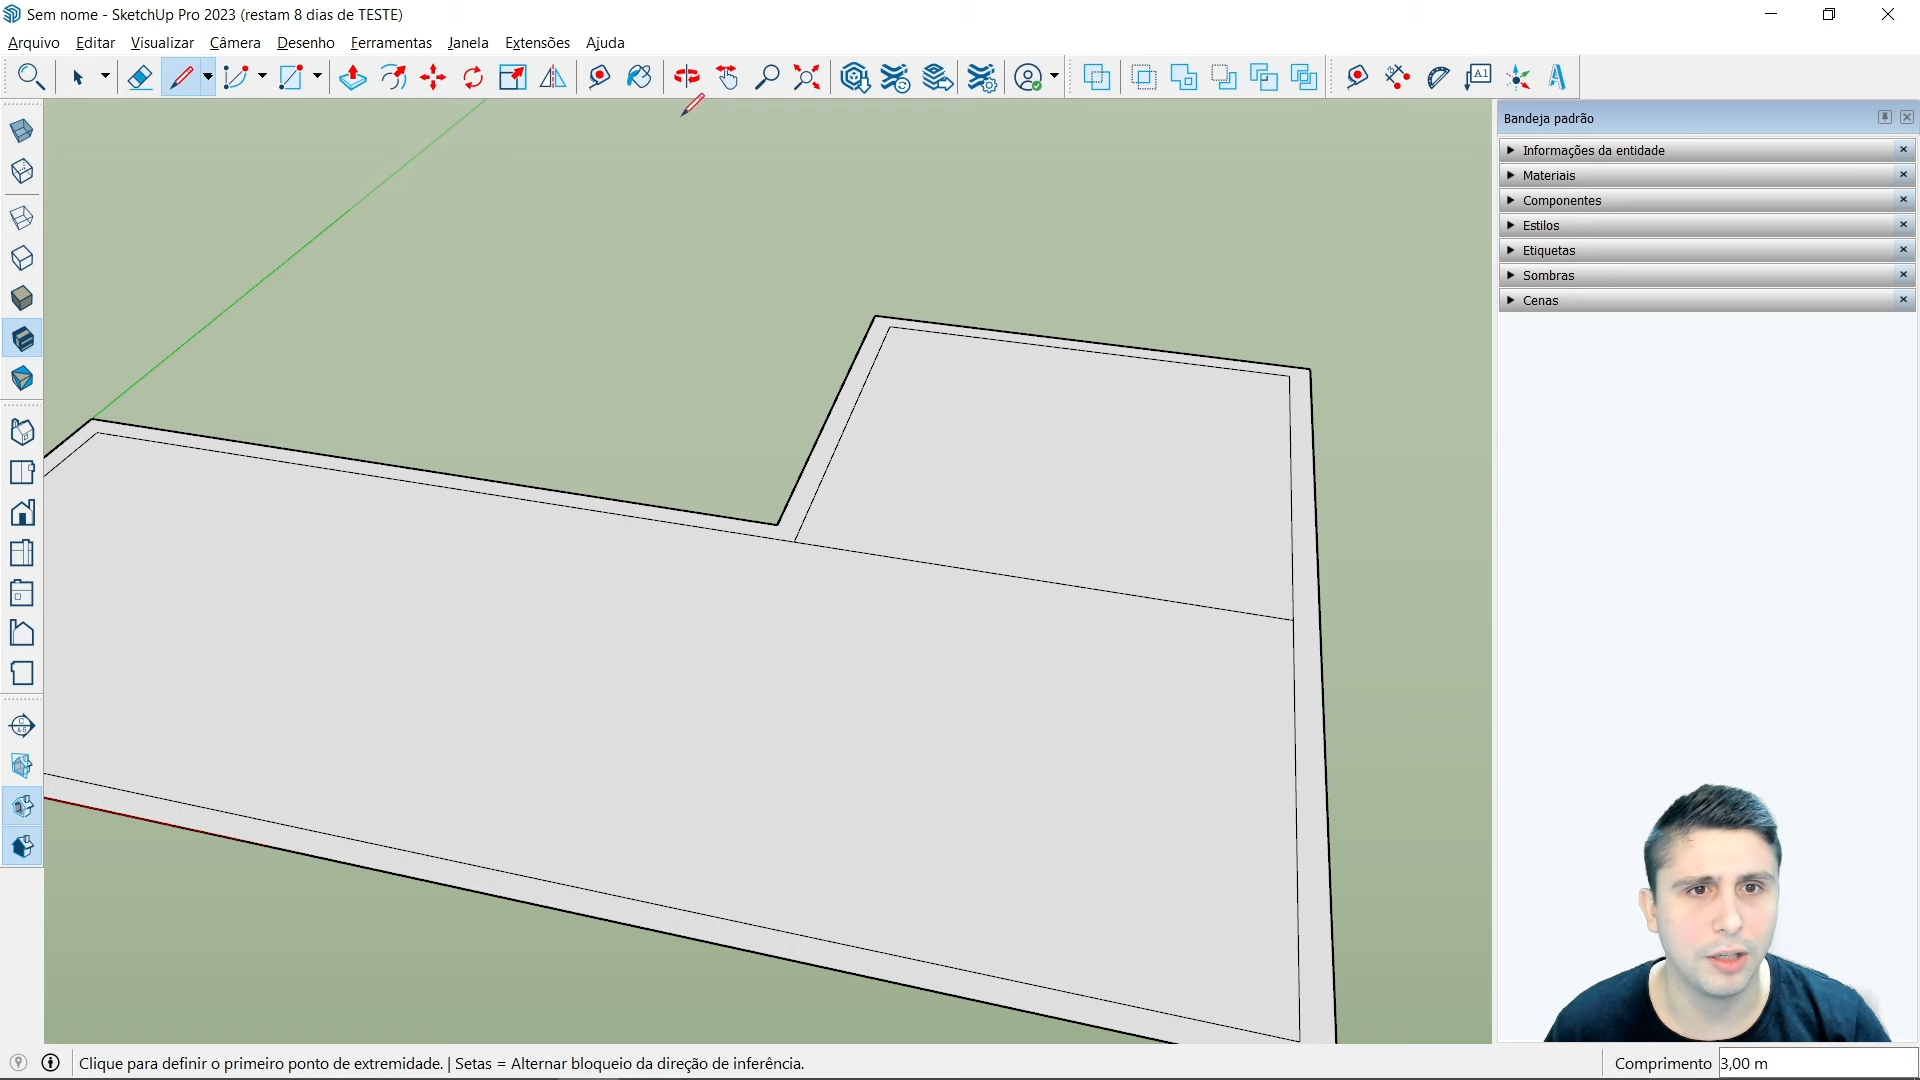 Sem nome - SketchUp Pro 2023 (restam 8 dias de TESTE)
Arquivo Editar Visualizar Câmera Desenho Ferramentas Janela Extensões Ajuda
A1
Bandeja padrão
Informações da entidade
Materiais
Componentes
Estilos
Etiquetas
Sombras
Cenas
Clique para definir o primeiro ponto de extremidade. | Setas = Alternar bloqueio da direção de inferência.
Comprimento 3,00 m